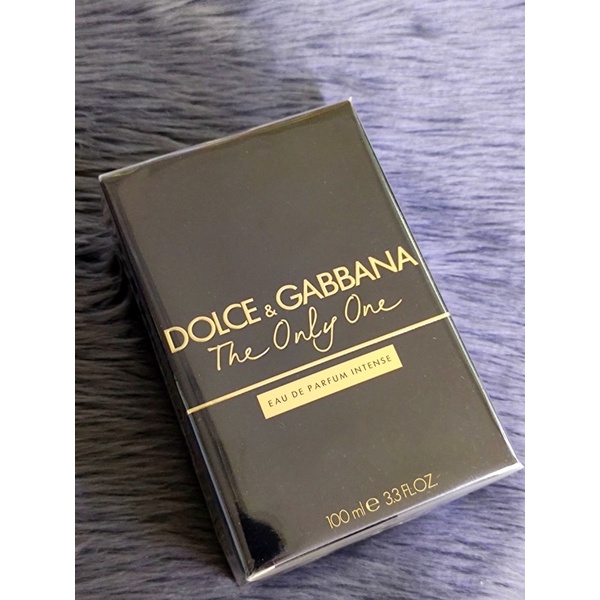 DOLCE & GABBANA
The Only One
EAU DE PARFUM INTENSE
100 ml e 3.3 FL.OZ.